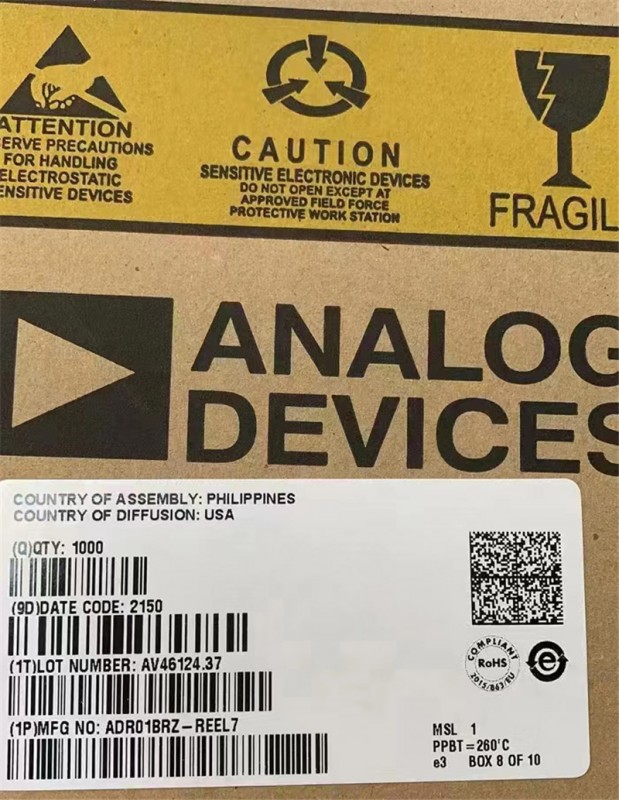 ATTENTION
ERVE PRECAUTIONS
FOR HANDLING
ELECTROSTATIC
ENSITIVE DEVICES
CAUTION
SENSITIVE ELECTRONIC DEVICES
DO NOT OPEN EXCEPT AT
APPROVED FIELD FORCE
PROTECTIVE WORK STATION
FRAGIL
ANALOG
DEVICES
COUNTRY OF ASSEMBLY: PHILIPPINES
COUNTRY OF DIFFUSION: USA
(Q)QTY: 1000
(9D)DATE CODE: 2150
(1T)LOT NUMBER: AV46124.37
(1P)MFG NO: ADR01BRZ-REEL7
COMPLIANT
RoHS
2015/863/EU
e
MSL 1
PPBT=260°C
e3 BOX 8 OF 10